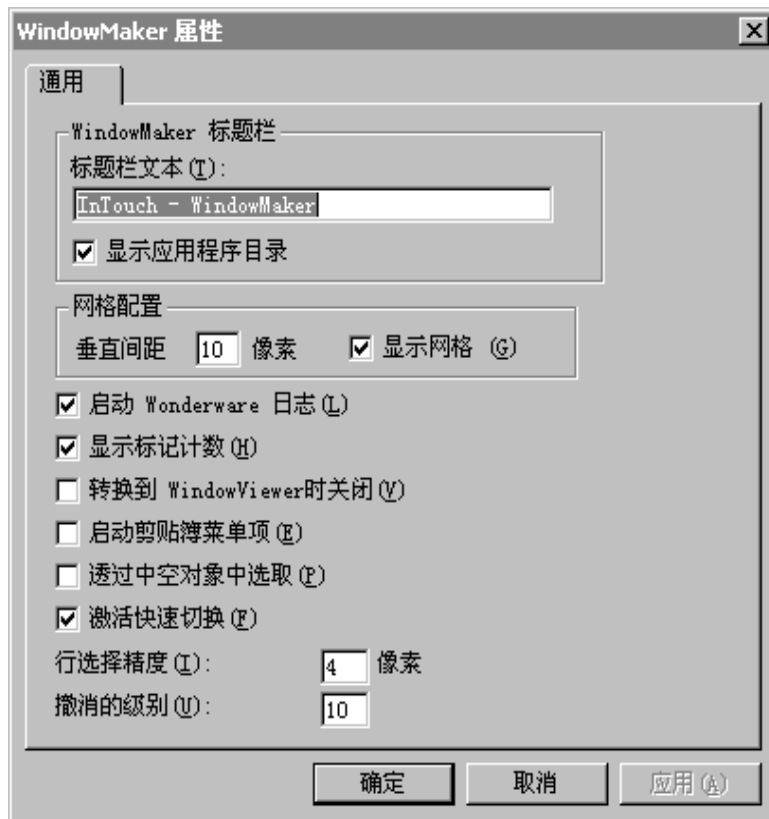 WindowMaker 属性
通用
WindowMaker 标题栏
标题栏文本(T):
InTouch - WindowMaker
显示应用程序目录
网格配置
垂直间距 10 像素 显示网格 (G)
启动 Wonderware 日志(L)
显示标记计数(H)
转换到 WindowViewer时关闭(V)
启动剪贴簿菜单项(E)
透过中空对象中选取(P)
激活快速切换(F)
行选择精度(I): 4 像素
撤消的级别(U): 10
确定 取消 应用(A)